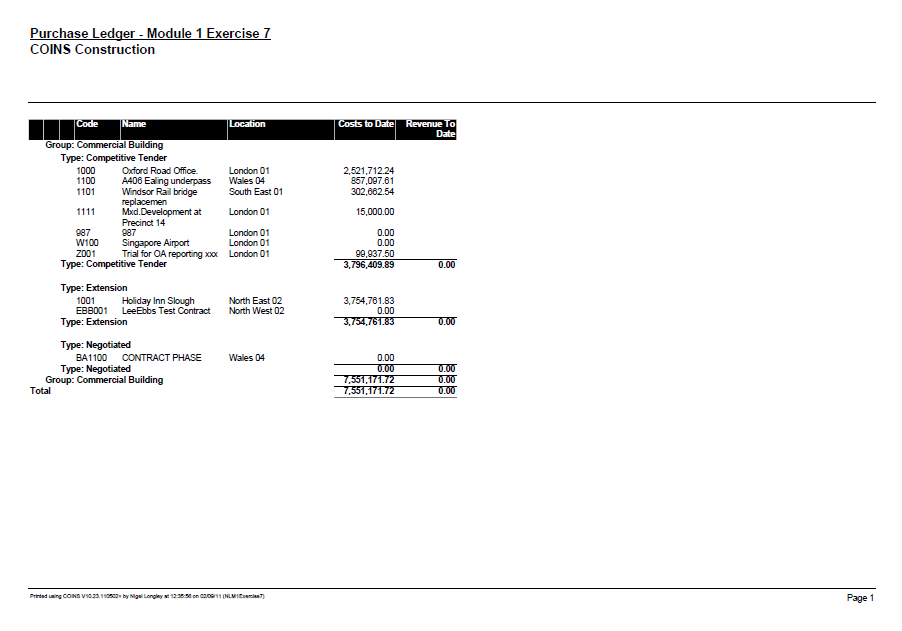 Purchase Ledger - Module 1 Exercise 7
COINS Construction
Code Name Location Costs to Date Revenue To
Date
Group: Commercial Building
Type: Competitive Tender
1000 Oxford Road Office. London 01 2,521,712.24
1100 A406 Ealing underpass Wales 04 857,097.61
1101 Windsor Rail bridge South East 01 302,662.54
replacemen
1111 Mxd.Development at London 01 15,000.00
Precinct 14
987 987 London 01 0.00
W100 Singapore Airport London 01 0.00
Z001 Trial for OA reporting xxx London 01 99,937.50
Type: Competitive Tender 3,796,409.89 0.00
Type: Extension
1001 Holiday Inn Slough North East 02 3,754,761.83
EBB001 LeeEbbs Test Contract North West 02 0.00
Type: Extension 3,754,761.83 0.00
Type: Negotiated
BA1100 CONTRACT PHASE Wales 04 0.00
Type: Negotiated 0.00 0.00
Group: Commercial Building 7,551,171.72 0.00
Total 7,551,171.72 0.00
Printed using COINS V10.23.110502+ by Nigel Longley at 12:35:56 on 02/09/11 (NLM1Exercise7)
Page 1